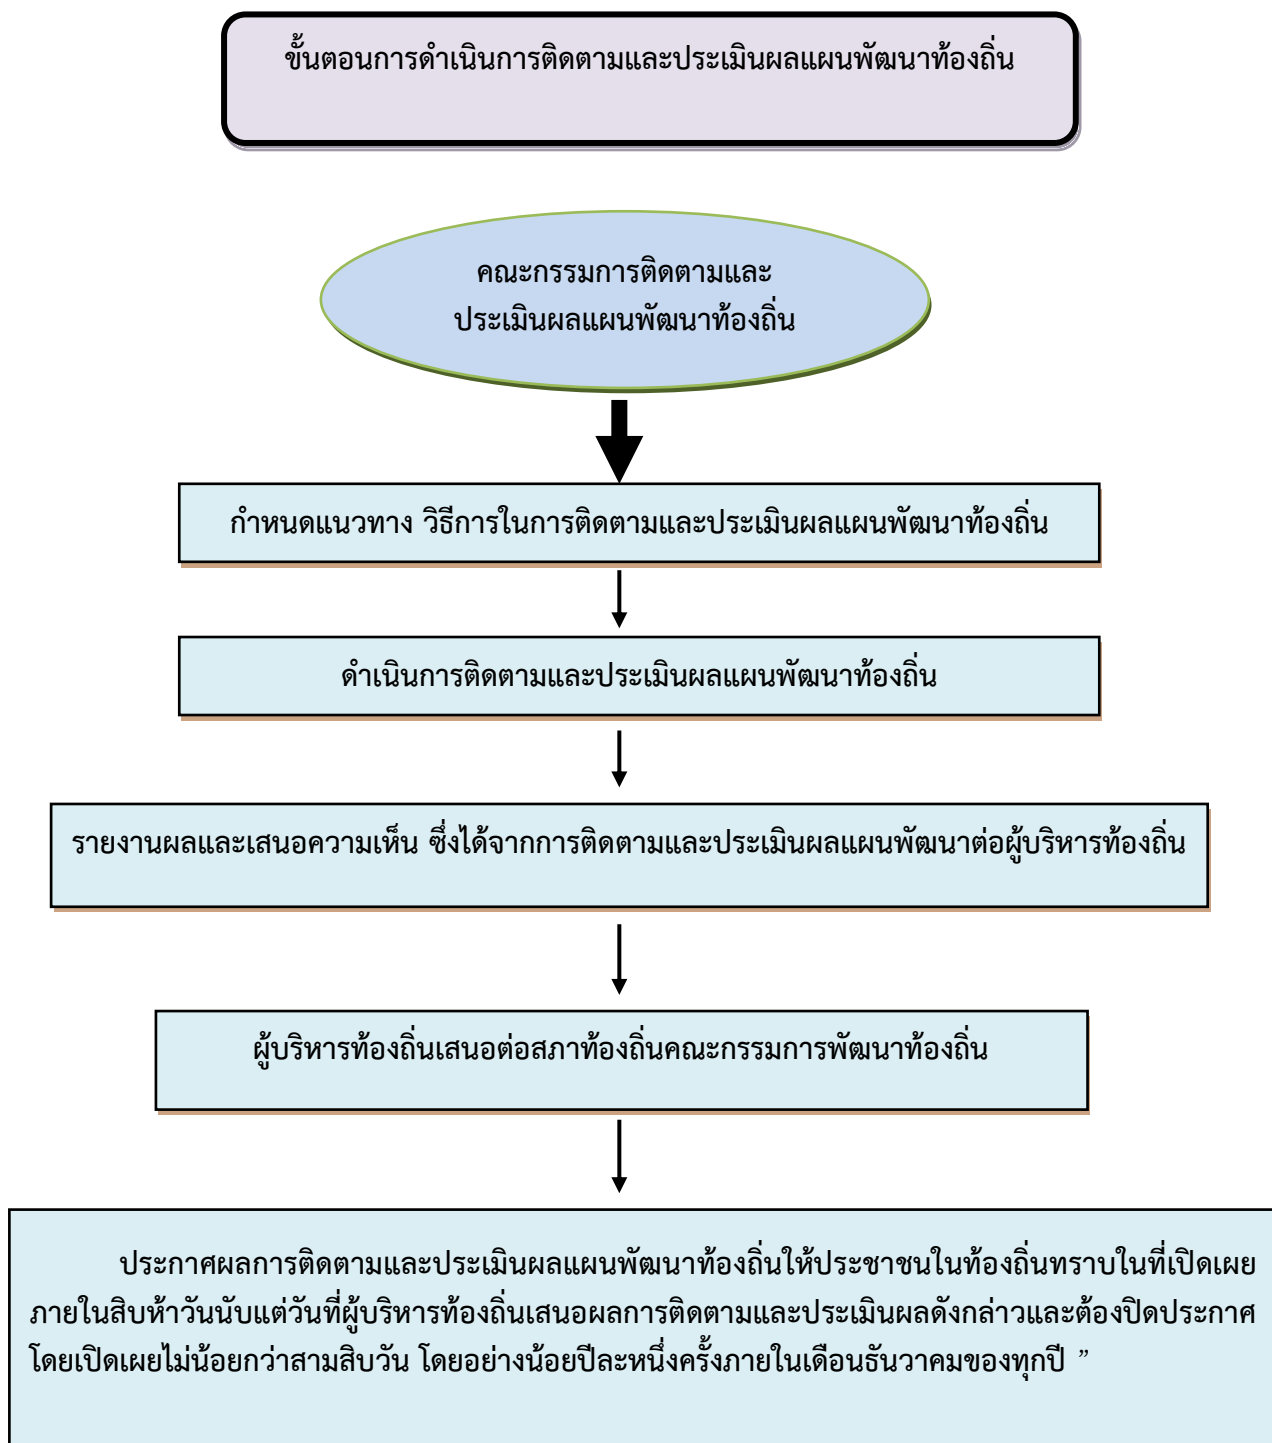 ขั้นตอนการดำเนินการติดตามและประเมินผลแผนพัฒนาท้องถิ่น
คณะกรรมการติดตามและ
ประเมินผลแผนพัฒนาท้องถิ่น
กำหนดแนวทาง วิธีการในการติดตามและประเมินผลแผนพัฒนาท้องถิ่น
ดำเนินการติดตามและประเมินผลแผนพัฒนาท้องถิ่น
รายงานผลและเสนอความเห็น ซึ่งได้จากการติดตามและประเมินผลแผนพัฒนาต่อผู้บริหารท้องถิ่น
ผู้บริหารท้องถิ่นเสนอต่อสภาท้องถิ่นคณะกรรมการพัฒนาท้องถิ่น
ประกาศผลการติดตามและประเมินผลแผนพัฒนาท้องถิ่นให้ประชาชนในท้องถิ่นทราบในที่เปิดเผย
ภายในสิบห้าวันนับแต่วันที่ผู้บริหารท้องถิ่นเสนอผลการติดตามและประเมินผลดังกล่าวและต้องปิดประกาศ
โดยเปิดเผยไม่น้อยกว่าสามสิบวัน โดยอย่างน้อยปีละหนึ่งครั้งภายในเดือนธันวาคมของทุกปี ”